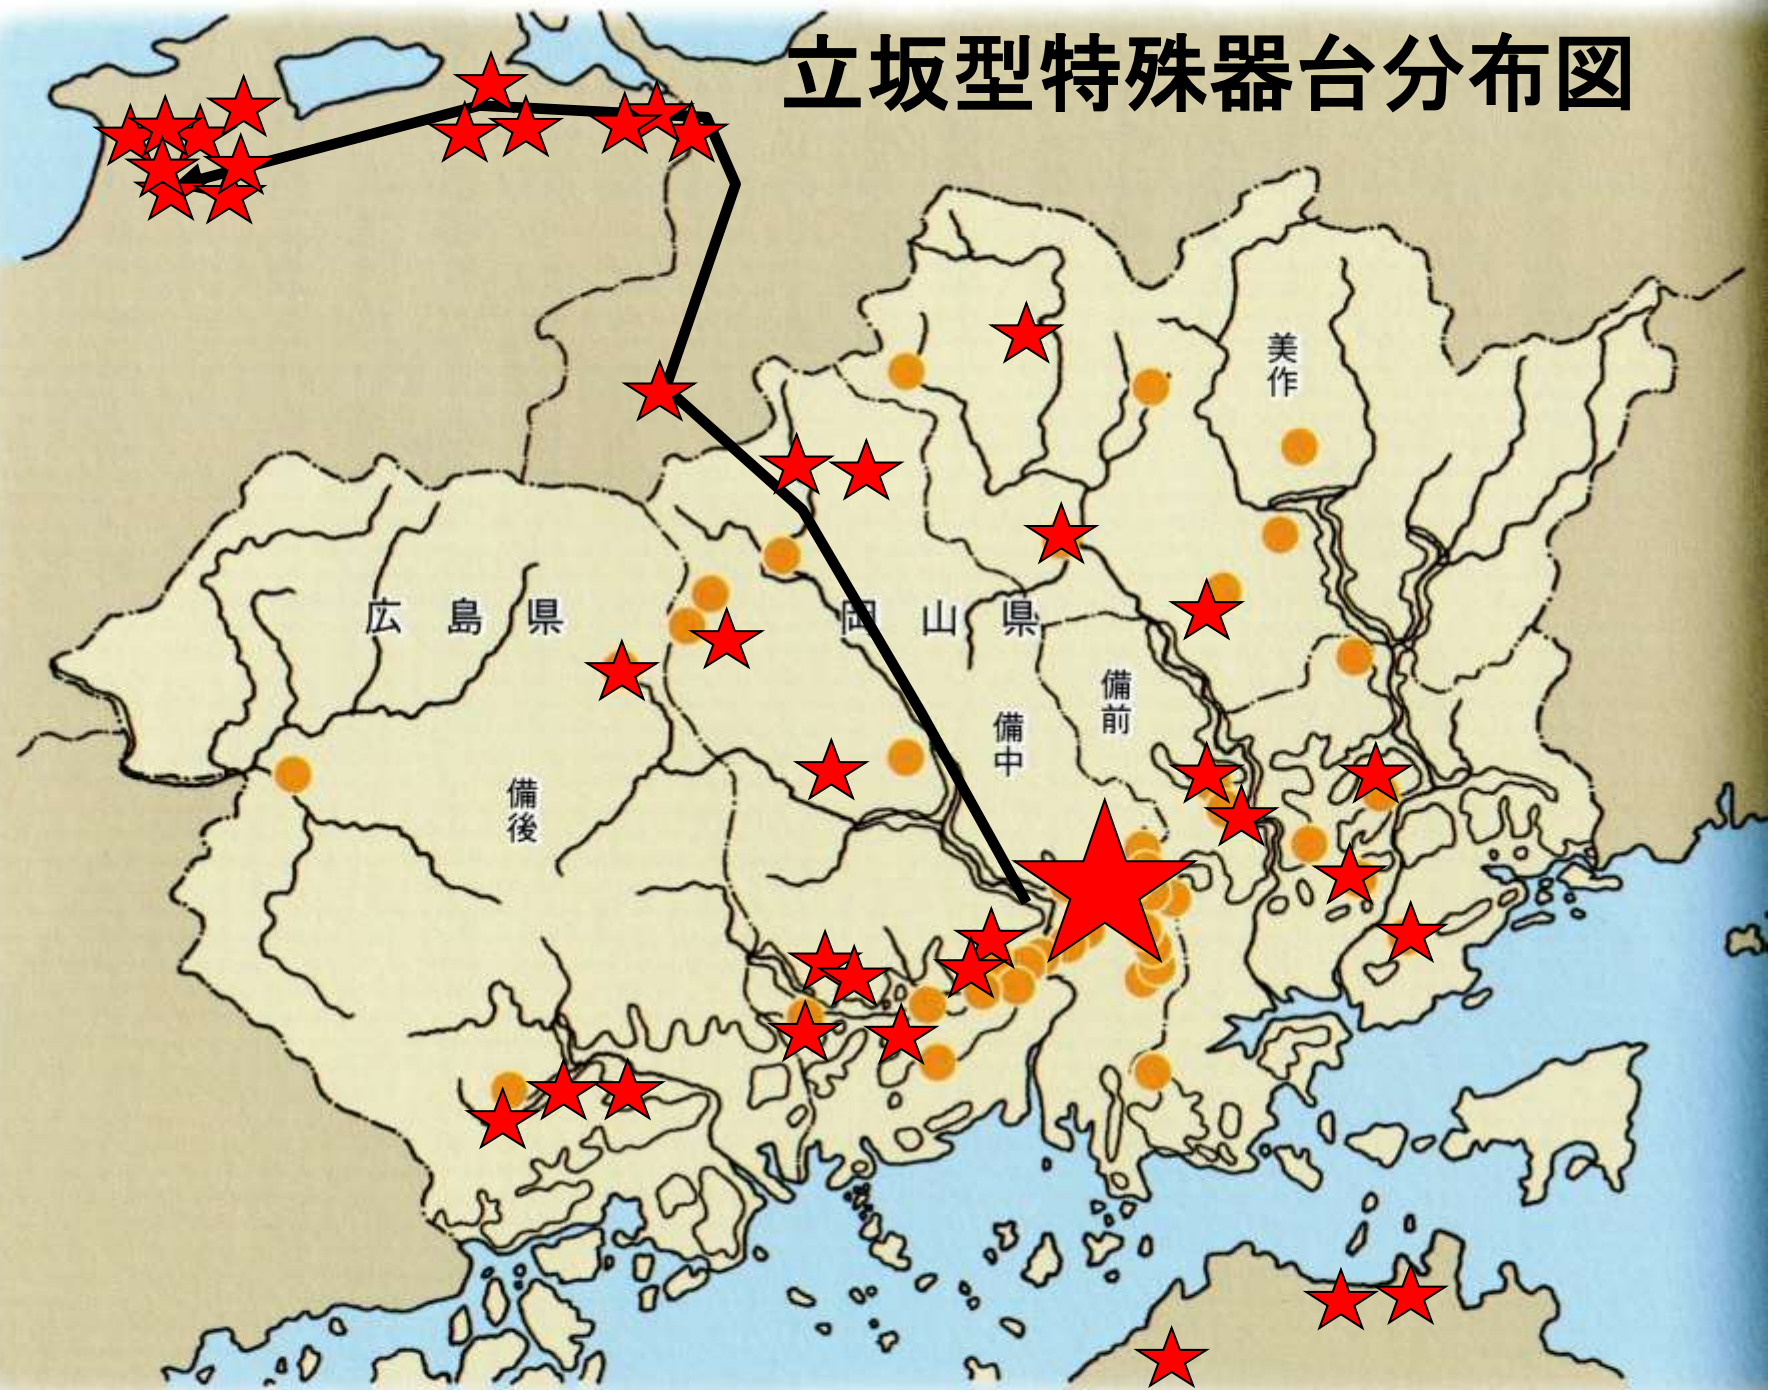 立坂型特殊器台分布図
美作
広島県
岡山県
備前
備中
備後